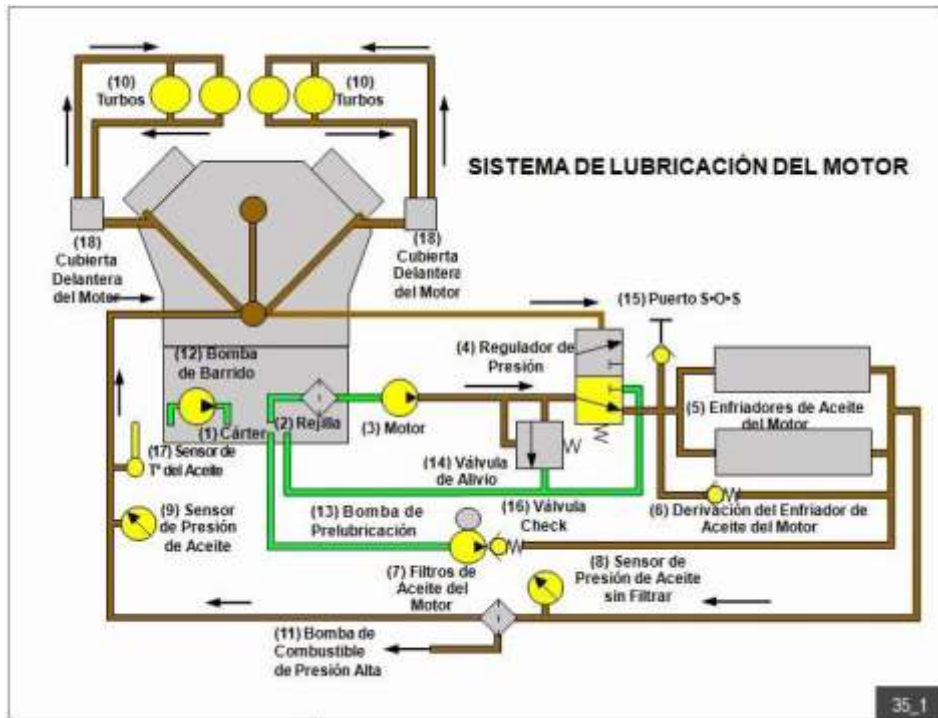 (10)
Turbos
(10)
Turbos
SISTEMA DE LUBRICACIÓN DEL MOTOR
(18)
Cubierta
Delantera
del Motor
(18)
Cubierta
Delantera
del Motor
(15) Puerto S•O•S
(4) Regulador de
Presión
(12) Bomba
de Barrido
(5) Enfriadores de Aceite
del Motor
(1) Cárter
(2) Rejilla
(3) Motor
(17) Sensor de
Tº del Aceite
(14) Válvula
de Alivio
(16) Válvula
Check
(6) Derivación del Enfriador de
Aceite del Motor
(9) Sensor
de Presión
de Aceite
(13) Bomba de
Prelubricación
(7) Filtros de
Aceite del
Motor
(8) Sensor de
Presión de Aceite
sin Filtrar
(11) Bomba de
Combustible
de Presión Alta
35_1